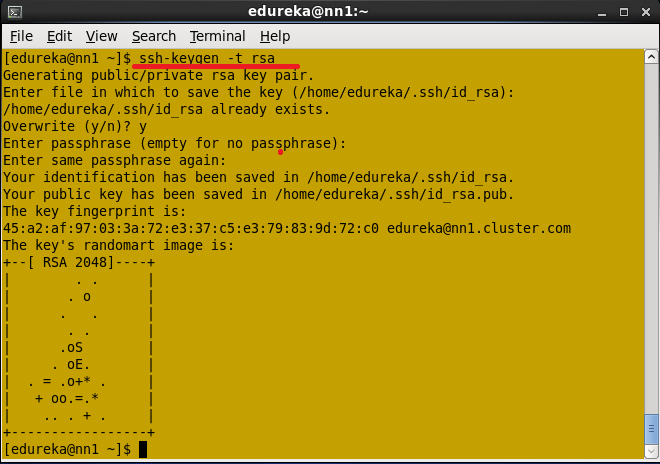 edureka@nn1:~
File Edit View Search Terminal Help
[edureka@nn1 ~]$ ssh-keygen -t rsa
Generating public/private rsa key pair.
Enter file in which to save the key (/home/edureka/.ssh/id_rsa):
/home/edureka/.ssh/id_rsa already exists.
Overwrite (y/n)? y
Enter passphrase (empty for no passphrase):
Enter same passphrase again:
Your identification has been saved in /home/edureka/.ssh/id_rsa.
Your public key has been saved in /home/edureka/.ssh/id_rsa.pub.
The key fingerprint is:
45:a2:af:97:03:3a:72:e3:37:c5:e3:79:83:9d:72:c0 edureka@nn1.cluster.com
The key's randomart image is:
+--[ RSA 2048]----+
|        . .      |
|       . o       |
|      .   .      |
|       . .       |
|      .oS        |
|     . oE.       |
|  . = .o+* .     |
|   + oo.=.*      |
|    .. . + .     |
+-----------------+
[edureka@nn1 ~]$